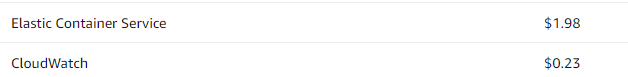 Elastic Container Service $1.98
CloudWatch $0.23